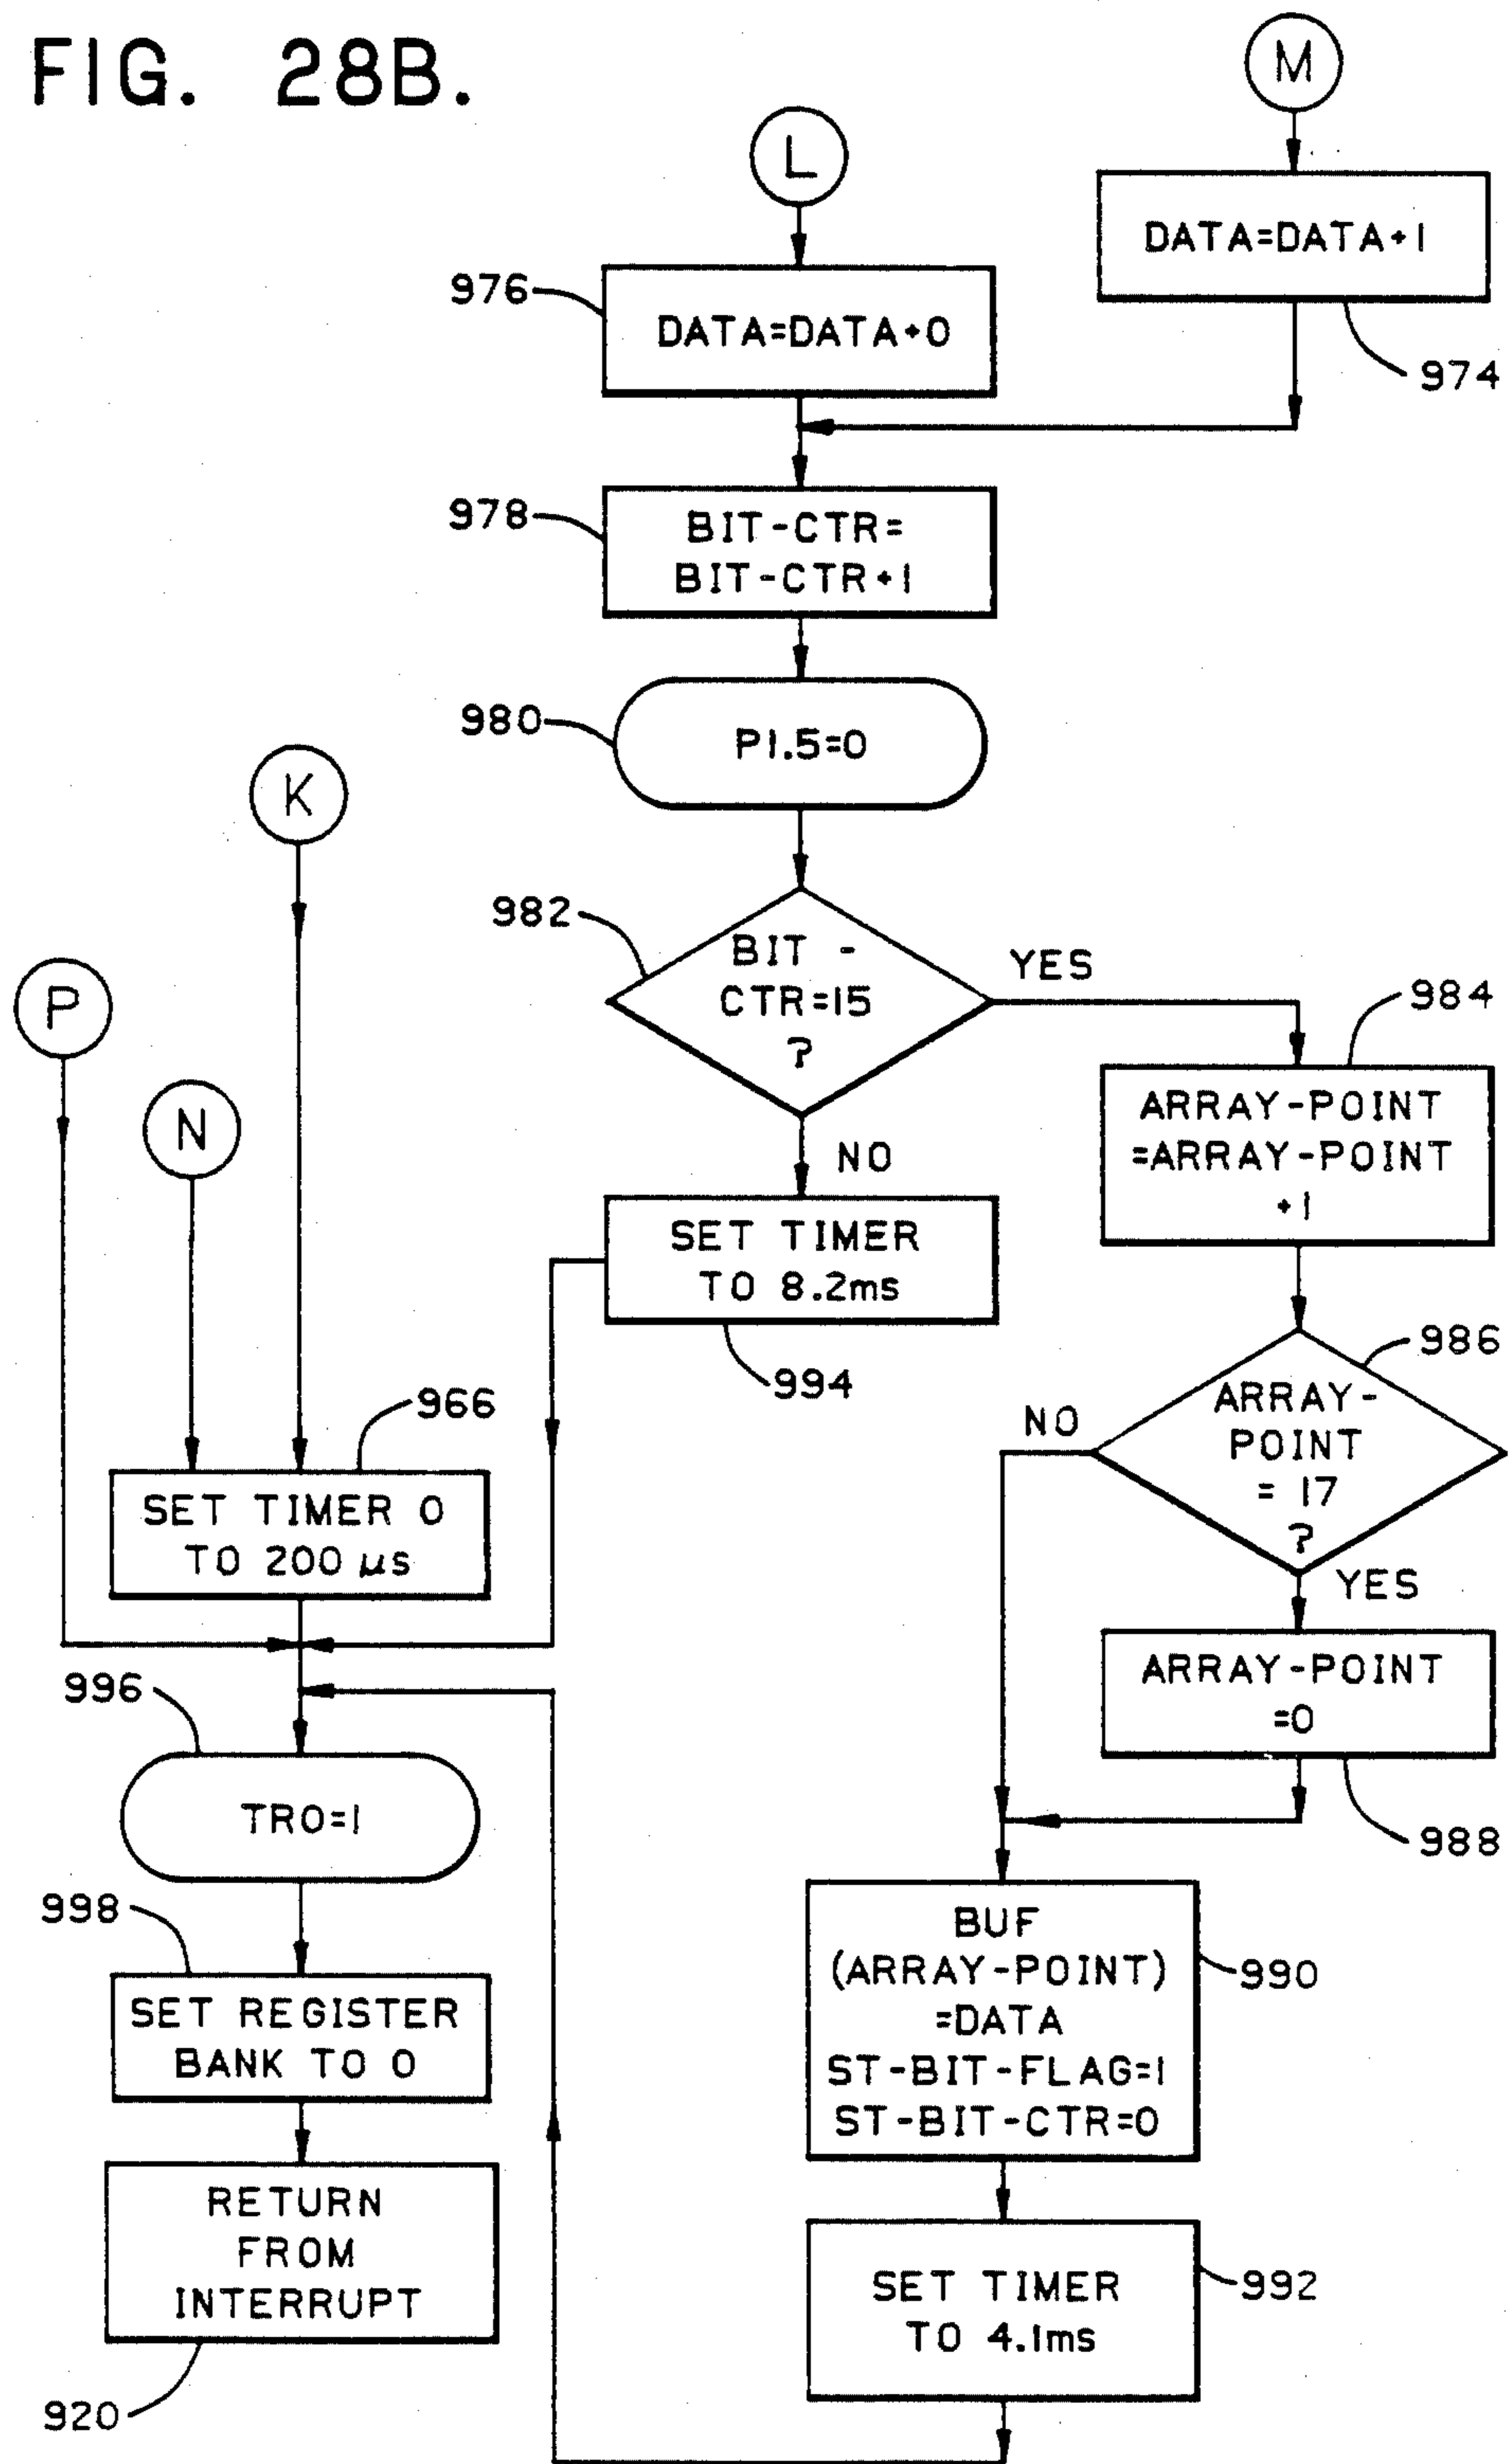 FIG. 28B.
M
L
DATA=DATA+1
974
976
DATA=DATA+0
978
BIT-CTR=
BIT-CTR+1
980
P1.5=0
K
982
BIT -
CTR=15
?
YES
NO
P
N
984
ARRAY-POINT
=ARRAY-POINT
+1
SET TIMER
TO 8.2ms
994
986
ARRAY-
POINT
= 17
?
NO
YES
966
SET TIMER 0
TO 200 μs
ARRAY-POINT
=0
988
996
TR0=1
998
SET REGISTER
BANK TO 0
BUF
(ARRAY-POINT)
=DATA
ST-BIT-FLAG=1
ST-BIT-CTR=0
990
RETURN
FROM
INTERRUPT
920
SET TIMER
TO 4.1ms
992